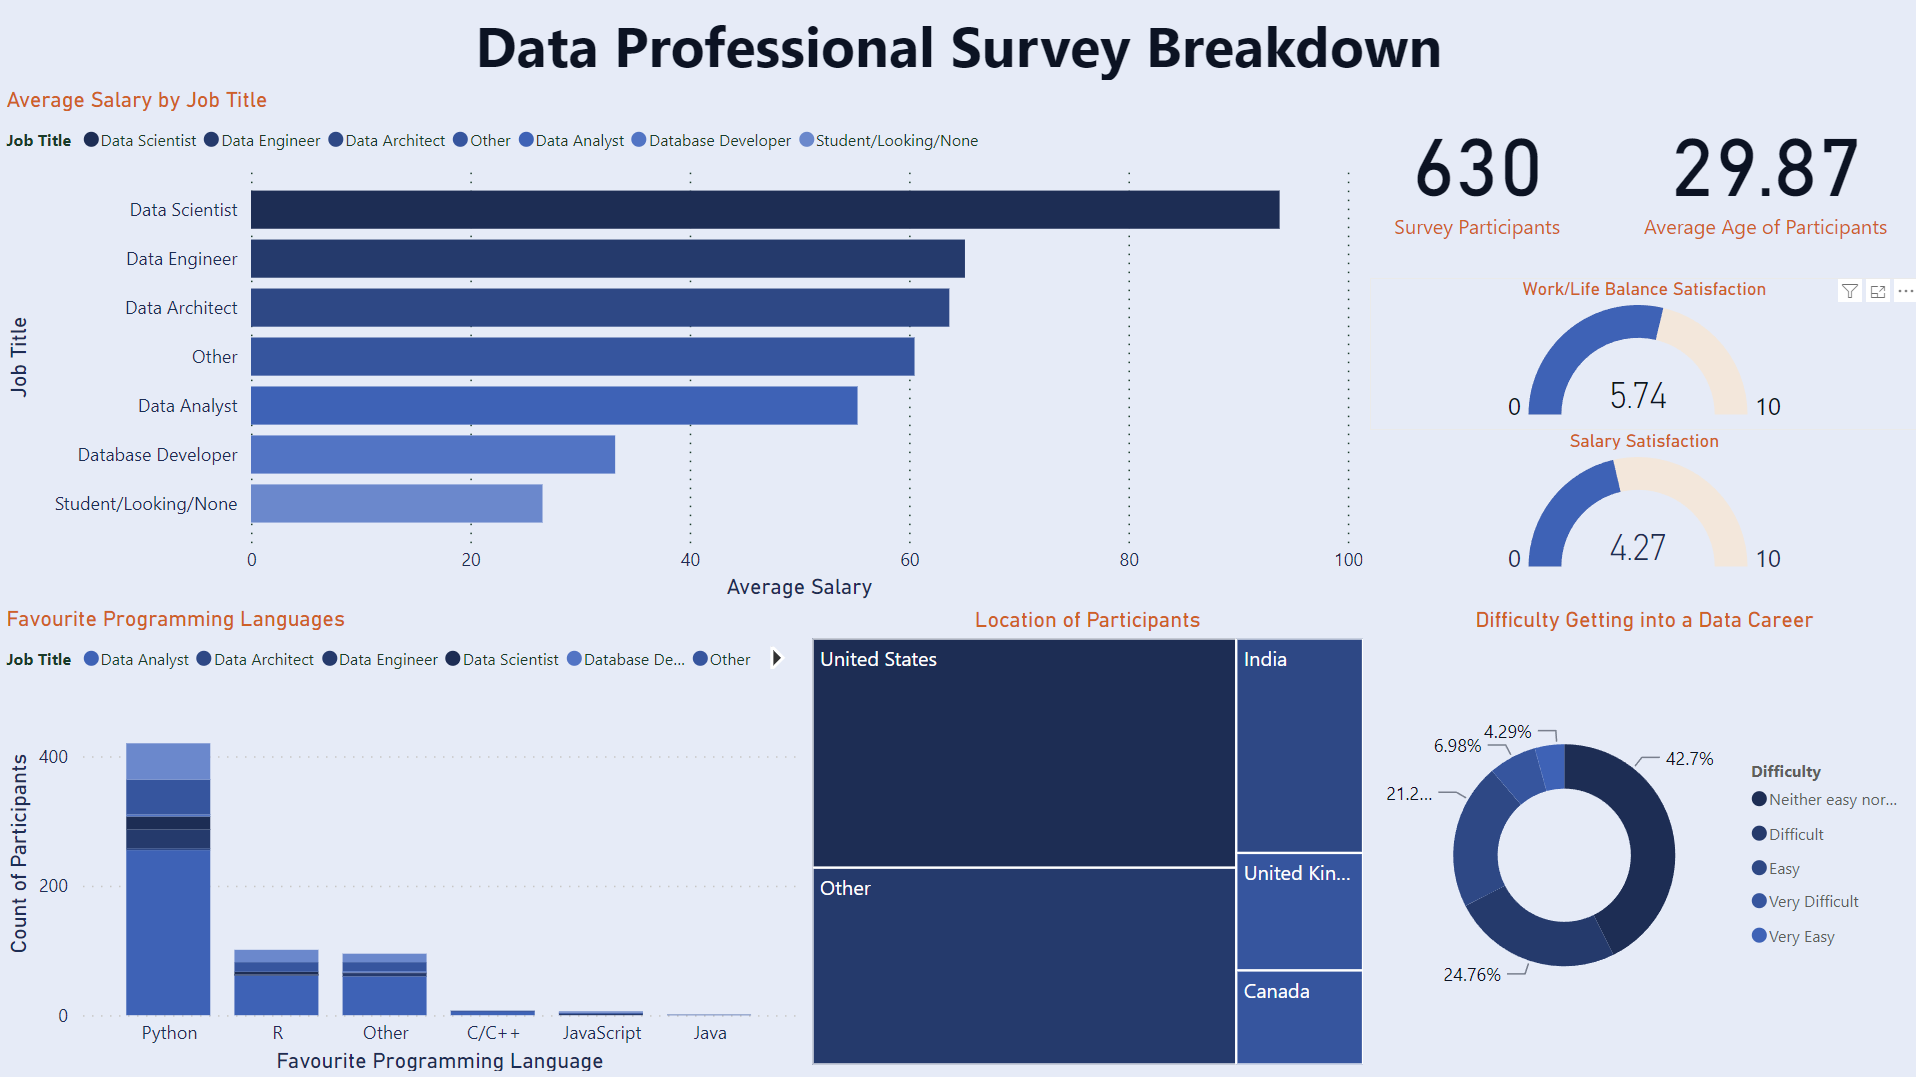 Data Professional Survey Breakdown
Average Salary by Job Title
Job Title Data Scientist Data Engineer Data Architect Other Data Analyst Database Developer Student/Looking/None
Job Title
Data Scientist
Data Engineer
Data Architect
Other
Data Analyst
Database Developer
Student/Looking/None
0 20 40 60 80 100
Average Salary
630
Survey Participants
29.87
Average Age of Participants
Work/Life Balance Satisfaction
5.74
0 10
Salary Satisfaction
4.27
0 10
Favourite Programming Languages
Job Title Data Analyst Data Architect Data Engineer Data Scientist Database De... Other
Count of Participants
400
200
0
Python R Other C/C++ JavaScript Java
Favourite Programming Language
Location of Participants
United States
India
Other
United Kin...
Canada
Difficulty Getting into a Data Career
4.29%
6.98%
42.7%
21.2...
24.76%
Difficulty
Neither easy nor...
Difficult
Easy
Very Difficult
Very Easy